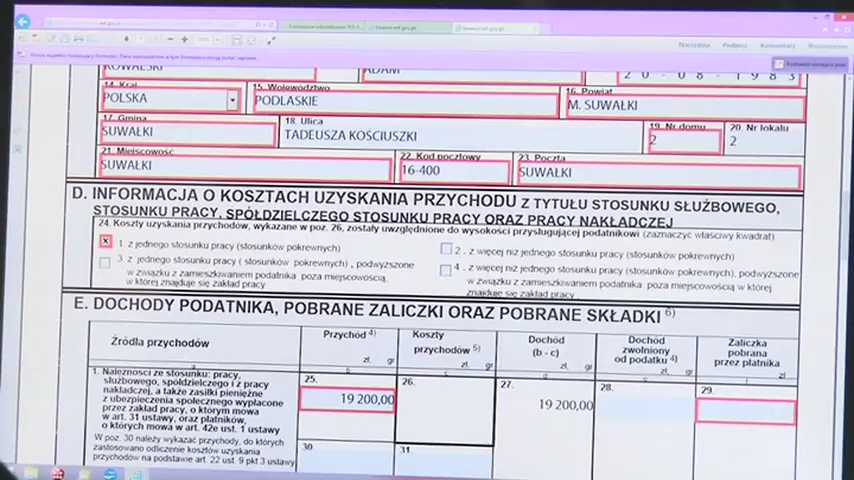 Narzędzia Podpisz Komentarz
KOWALSKI ADAM 20-08-1983
14. Kraj 15. Województwo 16. Powiat
POLSKA PODLASKIE M. SUWAŁKI
17. Gmina 18. Ulica 19. Nr domu 20. Nr lokalu
SUWAŁKI TADEUSZA KOŚCIUSZKI 2 2
21. Miejscowość 22. Kod pocztowy 23. Poczta
SUWAŁKI 16-400 SUWAŁKI
D. INFORMACJA O KOSZTACH UZYSKANIA PRZYCHODU Z TYTUŁU STOSUNKU SŁUŻBOWEGO,
STOSUNKU PRACY, SPÓŁDZIELCZEGO STOSUNKU PRACY ORAZ PRACY NAKŁADCZEJ
24. Koszty uzyskania przychodów, wykazane w poz. 26, zostały uwzględnione do wysokości przysługującej podatnikowi (zaznaczyć właściwy kwadrat)
x 1 z jednego stosunku pracy (stosunków pokrewnych)
2. z więcej niż jednego stosunku pracy (stosunków pokrewnych)
3. z jednego stosunku pracy ( stosunków pokrewnych) , podwyższone
w związku z zamieszkiwaniem podatnika poza miejscowością,
w której znajduje się zakład pracy
4. z więcej niż jednego stosunku pracy (stosunków pokrewnych), podwyższone
w związku z zamieszkiwaniem podatnika poza miejscowością w której
znajduje się zakład pracy
E. DOCHODY PODATNIKA, POBRANE ZALICZKI ORAZ POBRANE SKŁADKI 6)
Źródła przychodów
Przychód 4)
zł, gr
Koszty
przychodów 5)
zł, gr
Dochód
(b - c)
zł, gr
Dochód
zwolniony
od podatku 4)
zł, gr
Zaliczka
pobrana
przez płatnika
zł, gr
a b c d e f
1. Należności ze stosunku: pracy,
służbowego, spółdzielczego i z pracy
nakładczej, a także zasiłki pieniężne
z ubezpieczenia społecznego wypłacone
przez zakład pracy, o którym mowa
w art. 31 ustawy, oraz płatników,
o których mowa w art. 42e ust. 1 ustawy
25. 26. 27. 28. 29.
19 200,00 19 200,00
W poz. 30 należy wykazać przychody, do których
zastosowano odliczenie kosztów uzyskania
przychodów na podstawie art. 22 ust. 9 pkt 3 ustawy
30. 31.